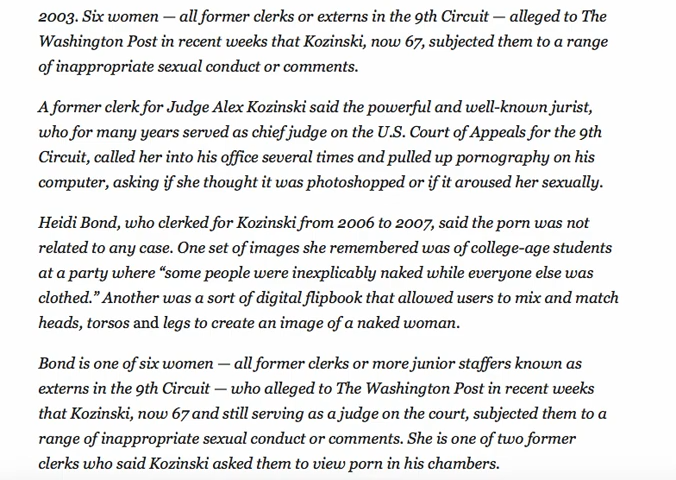 2003. Six women — all former clerks or externs in the 9th Circuit — alleged to The
Washington Post in recent weeks that Kozinski, now 67, subjected them to a range
of inappropriate sexual conduct or comments.
A former clerk for Judge Alex Kozinski said the powerful and well-known jurist,
who for many years served as chief judge on the U.S. Court of Appeals for the 9th
Circuit, called her into his office several times and pulled up pornography on his
computer, asking if she thought it was photoshopped or if it aroused her sexually.
Heidi Bond, who clerked for Kozinski from 2006 to 2007, said the porn was not
related to any case. One set of images she remembered was of college-age students
at a party where “some people were inexplicably naked while everyone else was
clothed.” Another was a sort of digital flipbook that allowed users to mix and match
heads, torsos and legs to create an image of a naked woman.
Bond is one of six women — all former clerks or more junior staffers known as
externs in the 9th Circuit — who alleged to The Washington Post in recent weeks
that Kozinski, now 67 and still serving as a judge on the court, subjected them to a
range of inappropriate sexual conduct or comments. She is one of two former
clerks who said Kozinski asked them to view porn in his chambers.